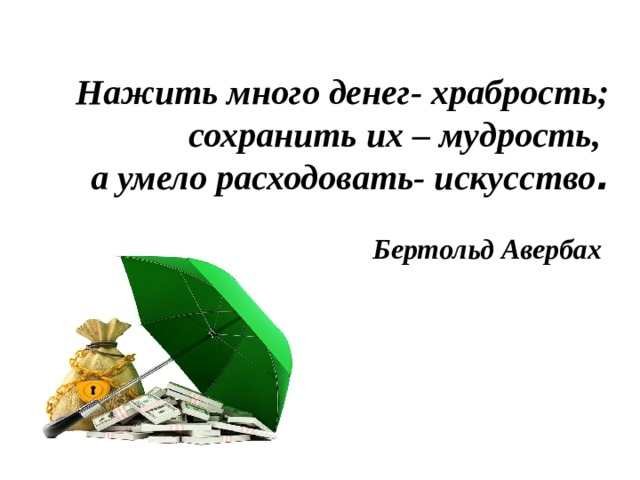 Нажить много денег- храбрость;
сохранить их – мудрость,
а умело расходовать- искусство.
Бертольд Авербах